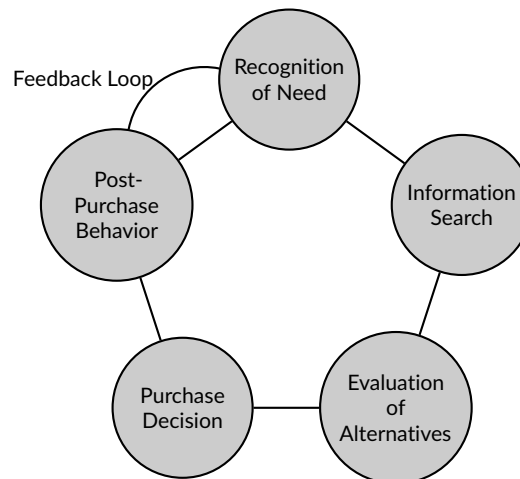 Feedback Loop
Recognition
of Need
Information
Search
Evaluation
of
Alternatives
Purchase
Decision
Post-
Purchase
Behavior